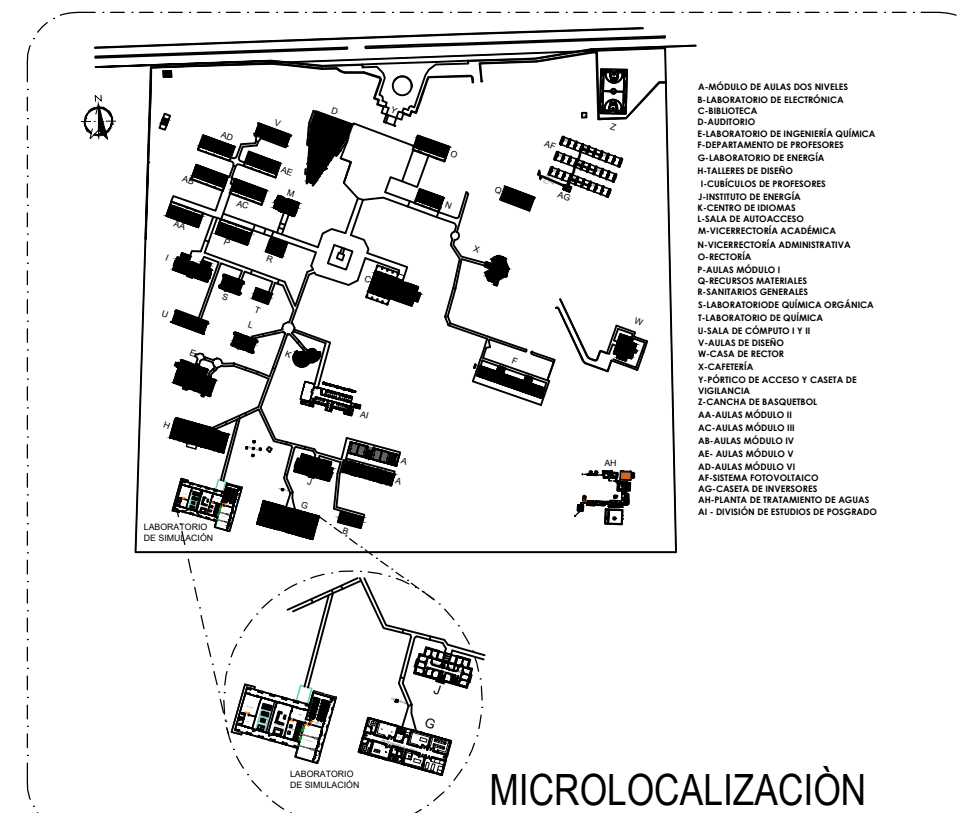 N
Y
D
V
Z
AD
O
AF
AE
AB
M
Q
AG
AC
N
AA
P
R
X
I
C
S
T
U
L
W
K
E
F
AI
H
A
AH
J
A
G
B
LABORATORIO
DE SIMULACIÓN
A-MÓDULO DE AULAS DOS NIVELES
B-LABORATORIO DE ELECTRÓNICA
C-BIBLIOTECA
D-AUDITORIO
E-LABORATORIO DE INGENIERÍA QUÍMICA
F-DEPARTAMENTO DE PROFESORES
G-LABORATORIO DE ENERGÍA
H-TALLERES DE DISEÑO
I-CUBÍCULOS DE PROFESORES
J-INSTITUTO DE ENERGÍA
K-CENTRO DE IDIOMAS
L-SALA DE AUTOACCESO
M-VICERRECTORÍA ACADÉMICA
N-VICERRECTORÍA ADMINISTRATIVA
O-RECTORÍA
P-AULAS MÓDULO I
Q-RECURSOS MATERIALES
R-SANITARIOS GENERALES
S-LABORATORIODE QUÍMICA ORGÁNICA
T-LABORATORIO DE QUÍMICA
U-SALA DE CÓMPUTO I Y II
V-AULAS DE DISEÑO
W-CASA DE RECTOR
X-CAFETERÍA
Y-PÓRTICO DE ACCESO Y CASETA DE
VIGILANCIA
Z-CANCHA DE BASQUETBOL
AA-AULAS MÓDULO II
AC-AULAS MÓDULO III
AB-AULAS MÓDULO IV
AE- AULAS MÓDULO V
AD-AULAS MÓDULO VI
AF-SISTEMA FOTOVOLTAICO
AG-CASETA DE INVERSORES
AH-PLANTA DE TRATAMIENTO DE AGUAS
AI - DIVISIÓN DE ESTUDIOS DE POSGRADO
J
G
LABORATORIO
DE SIMULACIÓN
MICROLOCALIZACIÒN